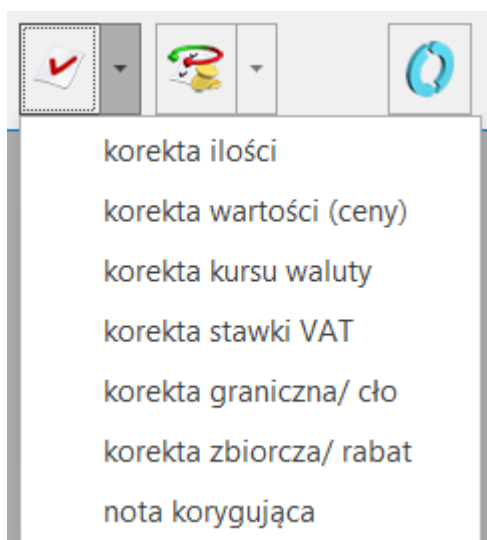 korekta ilości
korekta wartości (ceny)
korekta kursu waluty
korekta stawki VAT
korekta graniczna/ cło
korekta zbiorcza/ rabat
nota korygująca